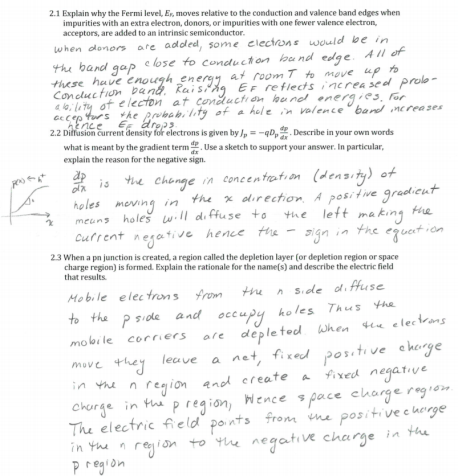 2.1 Explain why the Fermi level, E_F, moves relative to the conduction and valence band edges when
impurities with an extra electron, donors, or impurities with one fewer valence electron,
acceptors, are added to an intrinsic semiconductor.
When donors are added, some electrons would be in
the band gap close to conduction band edge. All of
these have enough energy at room T to move up to
Conduction band. Raising E_F reflects increased prob-
ability of electon at conduction band energies. For
acceptors the probability of a hole in valence band increases
hence E_F drops.
2.2 Diffusion current density for electrons is given by J_p = −qD_p dp/dx. Describe in your own words
what is meant by the gradient term dp/dx. Use a sketch to support your answer. In particular,
explain the reason for the negative sign.
dp/dx is the change in concentration (density) of
holes moving in the x direction. A positive gradient
means holes will diffuse to the left making the
current negative hence the − sign in the equation
p(x)
x
2.3 When a pn junction is created, a region called the depletion layer (or depletion region or space
charge region) is formed. Explain the rationale for the name(s) and describe the electric field
that results.
Mobile electrons from the n side diffuse
to the p side and occupy holes Thus the
mobile carriers are depleted When the electrons
move they leave a net, fixed positive charge
in the n region and create a fixed negative
charge in the p region, Hence space charge region
The electric field points from the positive charge
in the n region to the negative charge in the
p region